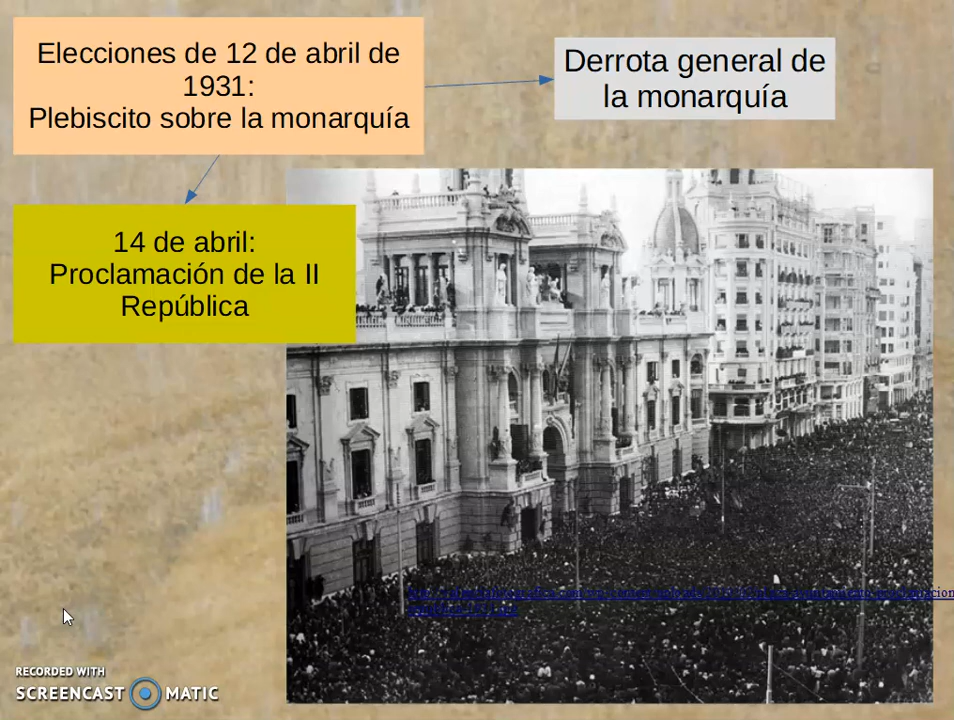 Elecciones de 12 de abril de
1931:
Plebiscito sobre la monarquía
Derrota general de
la monarquía
14 de abril:
Proclamación de la II
República
RECORDED WITH
SCREENCAST MATIC